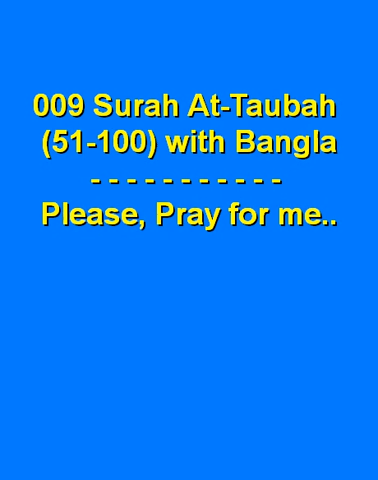 009 Surah At-Taubah
(51-100) with Bangla
- - - - - - - - - - -
Please, Pray for me..